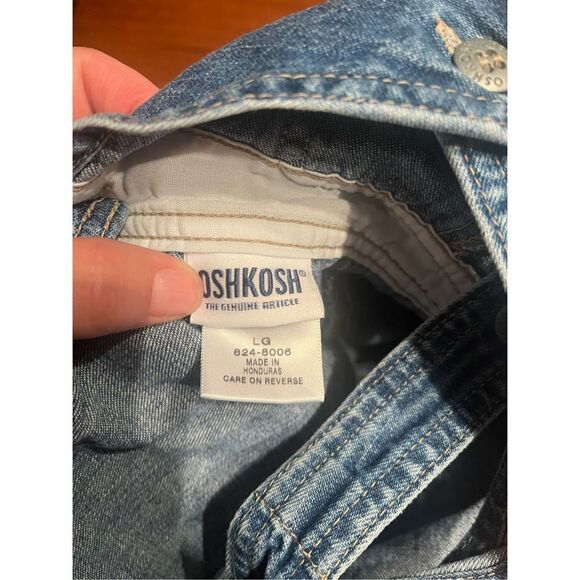 OSHKOSH®
THE GENUINE ARTICLE
LG
824-8006
MADE IN
HONDURAS
CARE ON REVERSE